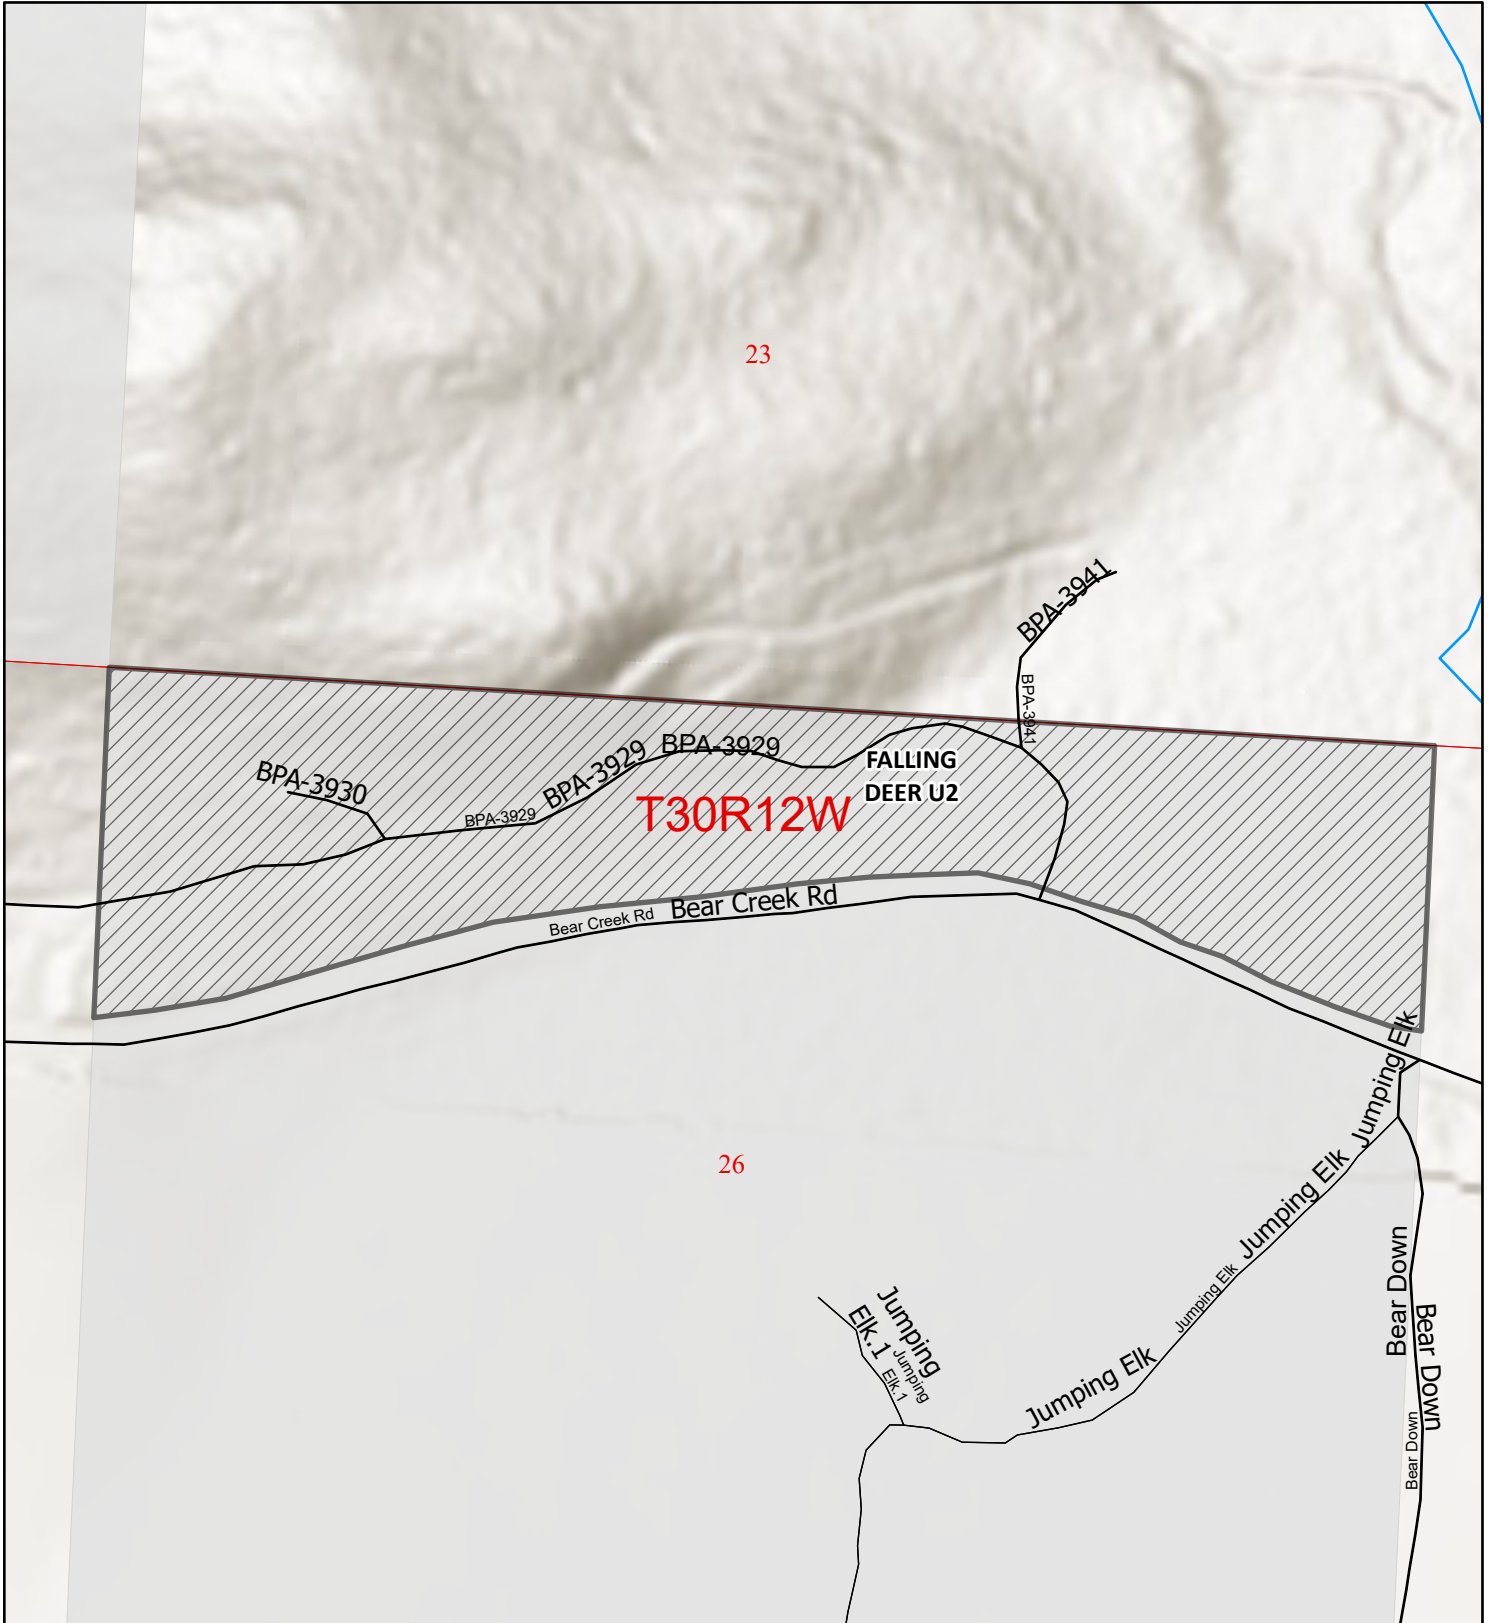 23
BPA-3941
BPA-3941
BPA-3929
BPA-3929
FALLING
DEER U2
BPA-3930
T30R12W
BPA-3929
Bear Creek Rd
Bear Creek Rd
Jumping Elk
26
Jumping Elk
Jumping Elk
Jumping Elk
Bear Down
Bear Down
Bear Down
Jumping
Elk.1
Jumping
Elk.1